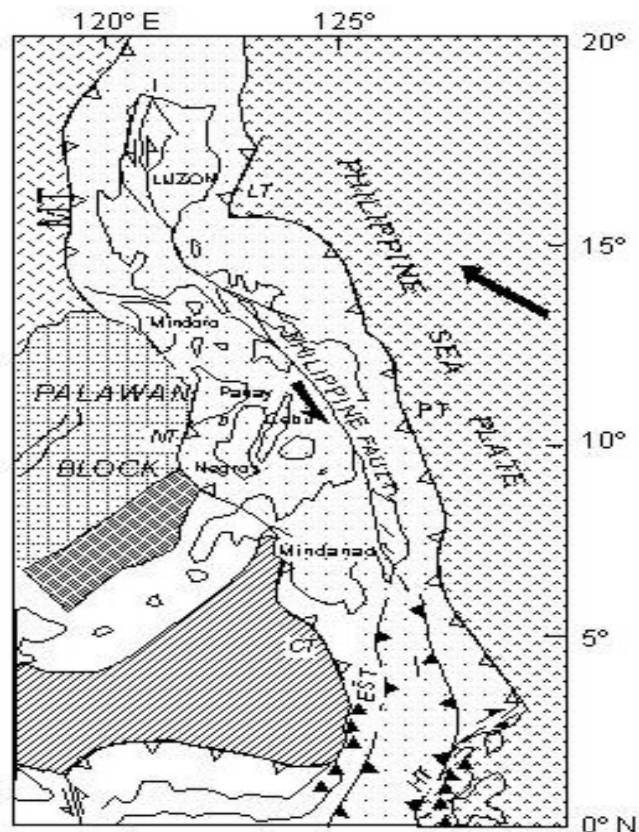 120° E
125°
20°
LUZON
LT
MT
PHILIPPINE
SEA
PLATE
15°
Mindoro
PHILIPPINE FAULT
PALAWAN
BLOCK
Panay
Cebu
PT
NT
10°
Negros
Mindanao
CT
EST
5°
HT
0° N